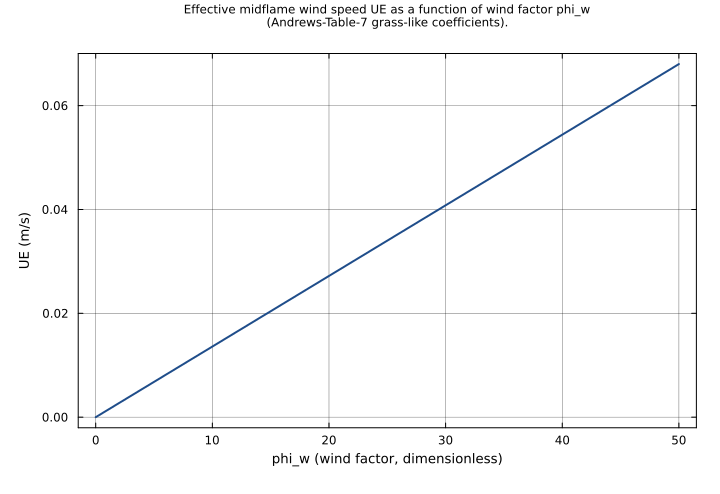 Effective midflame wind speed UE as a function of wind factor phi_w
(Andrews-Table-7 grass-like coefficients).
UE (m/s)
0.06
0.04
0.02
0.00
0 10 20 30 40 50
phi_w (wind factor, dimensionless)